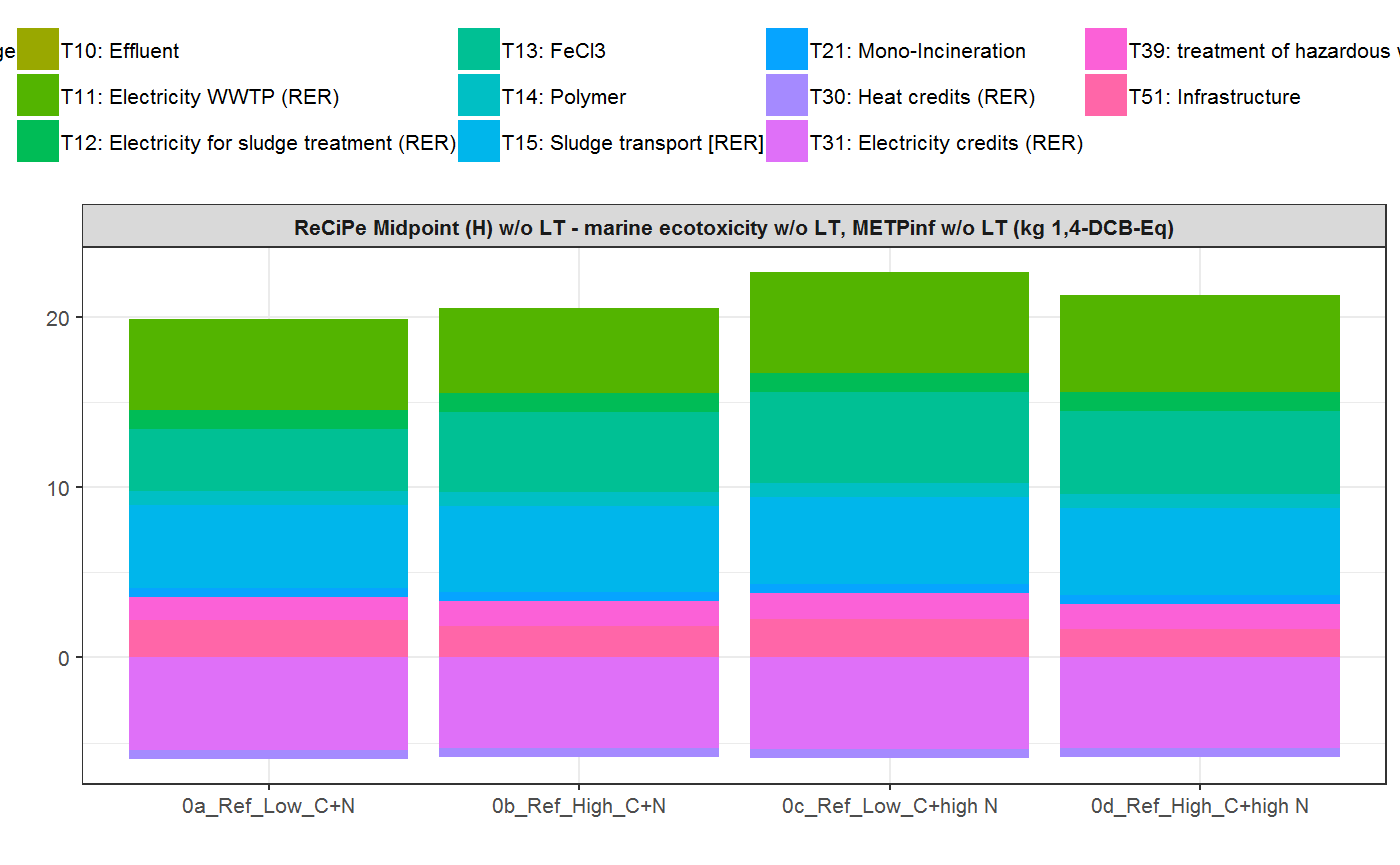 ge T10: Effluent T13: FeCl3 T21: Mono-Incineration T39: treatment of hazardous
T11: Electricity WWTP (RER) T14: Polymer T30: Heat credits (RER) T51: Infrastructure
T12: Electricity for sludge treatment (RER) T15: Sludge transport [RER] T31: Electricity credits (RER)
ReCiPe Midpoint (H) w/o LT - marine ecotoxicity w/o LT, METPinf w/o LT (kg 1,4-DCB-Eq)
20
10
0
0a_Ref_Low_C+N 0b_Ref_High_C+N 0c_Ref_Low_C+high N 0d_Ref_High_C+high N